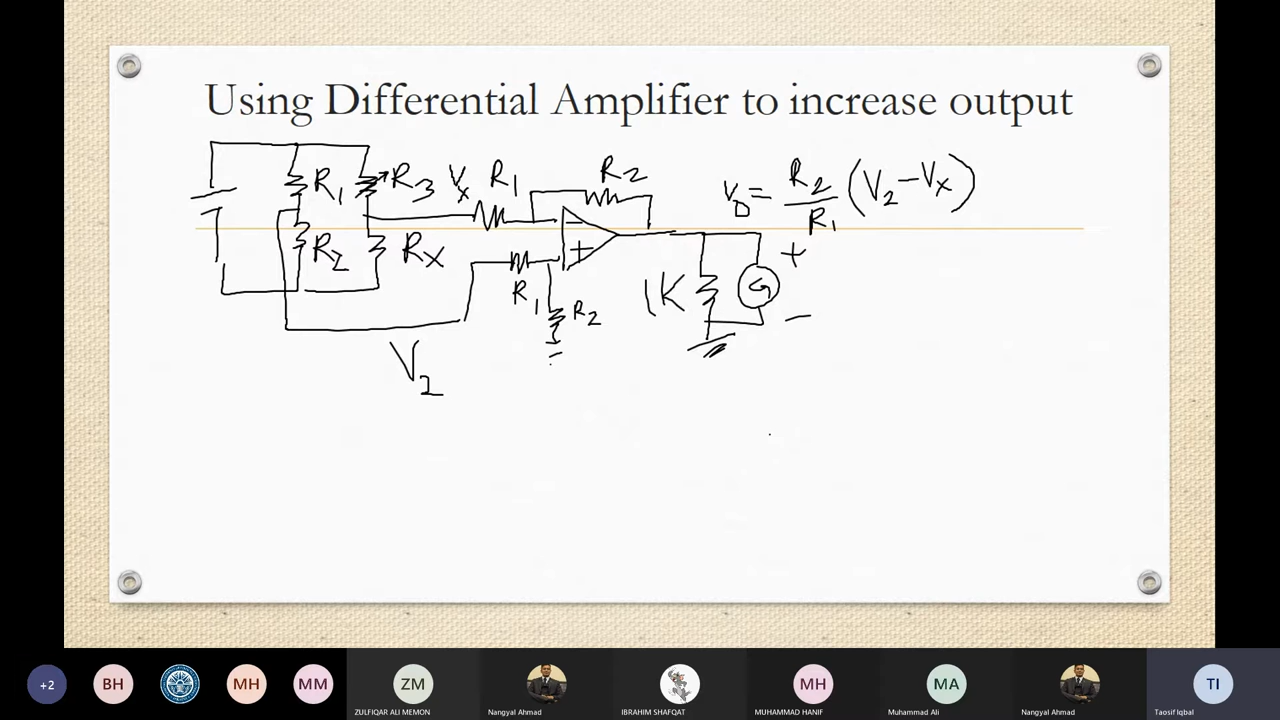 Using Differential Amplifier to increase output
R1 R3 Vx R1 R2 VO = R2/R1 (V2 - Vx)
R2 Rx R1 R2 1K G + -
V2
+2 BH MH MM ZM MH MA TI
ZULFIQAR ALI MEMON Nangyal Ahmad IBRAHIM SHAFQAT MUHAMMAD HANIF Muhammad Ali Nangyal Ahmad Taosif Iqbal